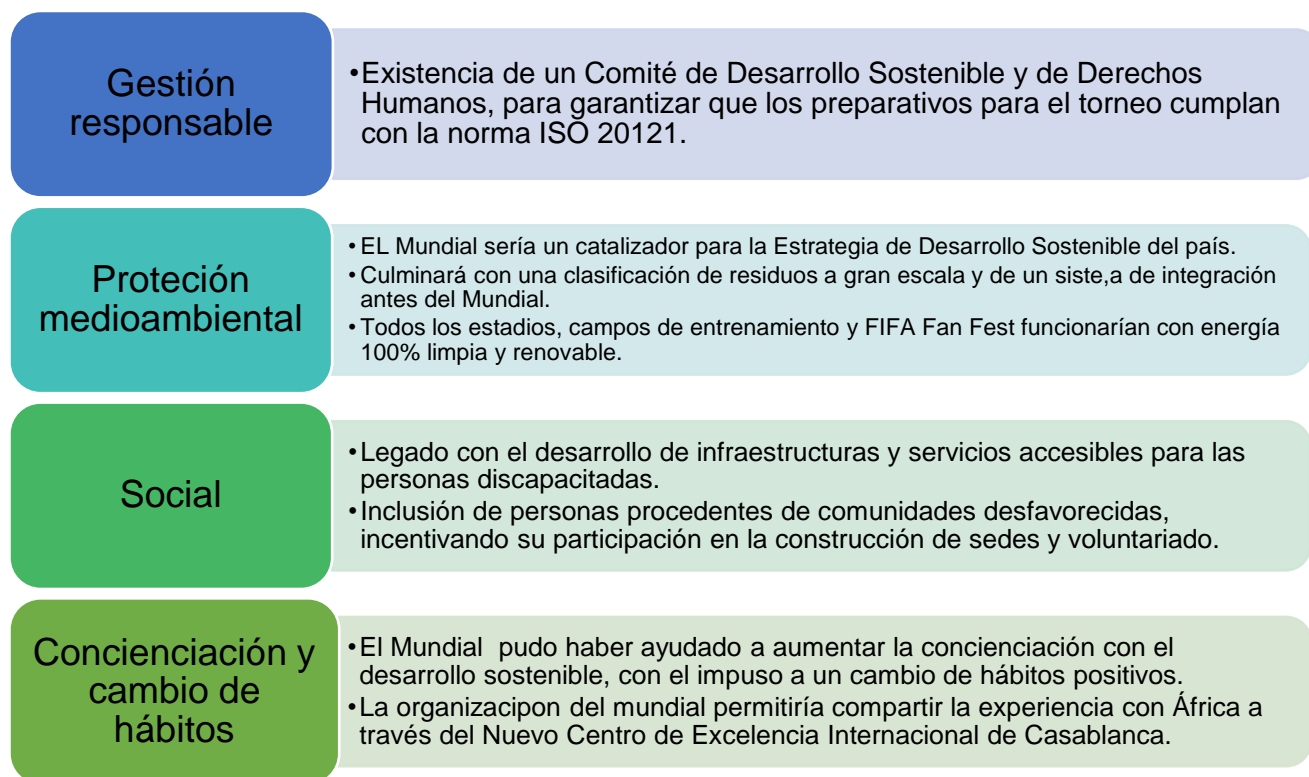 Gestión
responsable
•Existencia de un Comité de Desarrollo Sostenible y de Derechos
Humanos, para garantizar que los preparativos para el torneo cumplan
con la norma ISO 20121.
Proteción
medioambiental
•EL Mundial sería un catalizador para la Estrategia de Desarrollo Sostenible del país.
•Culminará con una clasificación de residuos a gran escala y de un siste,a de integración
antes del Mundial.
•Todos los estadios, campos de entrenamiento y FIFA Fan Fest funcionarían con energía
100% limpia y renovable.
Social
•Legado con el desarrollo de infraestructuras y servicios accesibles para las
personas discapacitadas.
•Inclusión de personas procedentes de comunidades desfavorecidas,
incentivando su participación en la construcción de sedes y voluntariado.
Concienciación y
cambio de
hábitos
•El Mundial  pudo haber ayudado a aumentar la concienciación con el
desarrollo sostenible, con el impuso a un cambio de hábitos positivos.
•La organizacipon del mundial permitiría compartir la experiencia con África a
través del Nuevo Centro de Excelencia Internacional de Casablanca.